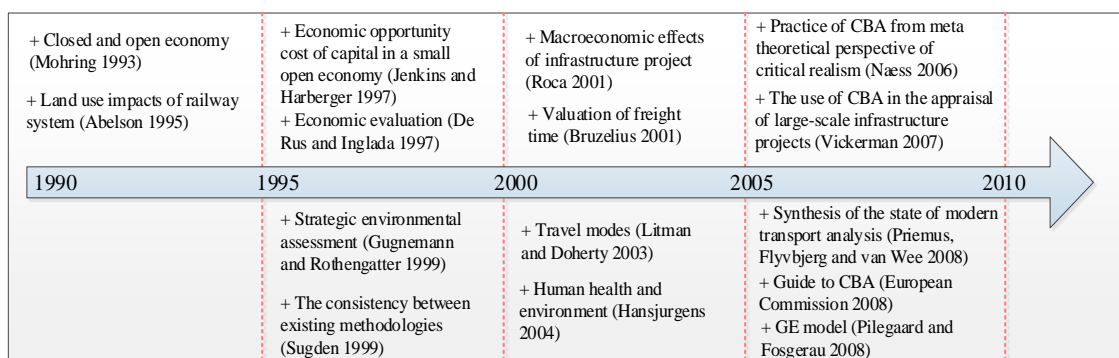 + Closed and open economy
(Mohring 1993)
+ Land use impacts of railway
system (Abelson 1995)
+ Economic opportunity
cost of capital in a small
open economy (Jenkins and
Harberger 1997)
+ Economic evaluation (De
Rus and Inglada 1997)
+ Macroeconomic effects
of infrastructure project
(Roca 2001)
+ Valuation of freight
time (Bruzelius 2001)
+ Practice of CBA from meta
theoretical perspective of
critical realism (Naess 2006)
+ The use of CBA in the appraisal
of large-scale infrastructure
projects (Vickerman 2007)
1990 1995 2000 2005 2010
+ Strategic environmental
assessment (Gugnemann
and Rothengatter 1999)
+ The consistency between
existing methodologies
(Sugden 1999)
+ Travel modes (Litman
and Doherty 2003)
+ Human health and
environment (Hansjurgens
2004)
+ Synthesis of the state of modern
transport analysis (Priemus,
Flyvbjerg and van Wee 2008)
+ Guide to CBA (European
Commission 2008)
+ GE model (Pilegaard and
Fosgerau 2008)